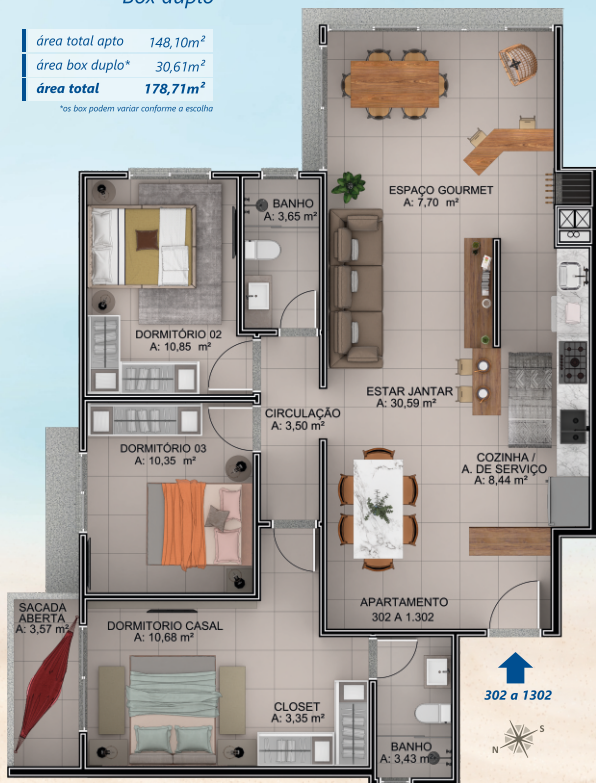 Box duplo
área total apto 148,10m²
área box duplo* 30,61m²
área total 178,71m²
*os box podem variar conforme a escolha
BANHO
A: 3,65 m²
ESPAÇO GOURMET
A: 7,70 m²
DORMITÓRIO 02
A: 10,85 m²
ESTAR JANTAR
A: 30,59 m²
CIRCULAÇÃO
A: 3,50 m²
DORMITÓRIO 03
A: 10,35 m²
COZINHA /
A. DE SERVIÇO
A: 8,44 m²
SACADA
ABERTA
A: 3,57 m²
DORMITORIO CASAL
A: 10,68 m²
APARTAMENTO
302 A 1.302
CLOSET
A: 3,35 m²
BANHO
A: 3,43 m²
302 a 1302
N S